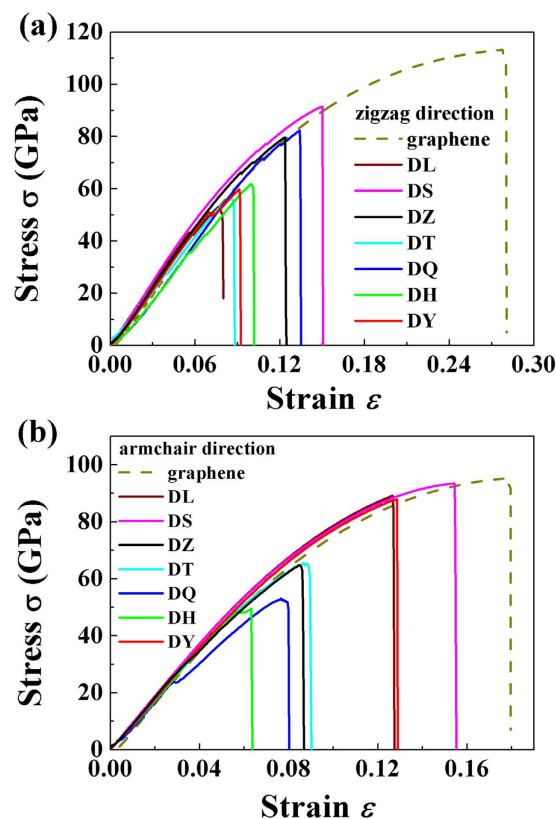 (a)
120
100
80
60
40
20
0
Stress σ (GPa)
zigzag direction
graphene
DL
DS
DZ
DT
DQ
DH
DY
0.00 0.06 0.12 0.18 0.24 0.30
Strain ε
(b)
100
80
60
40
20
0
Stress σ (GPa)
armchair direction
graphene
DL
DS
DZ
DT
DQ
DH
DY
0.00 0.04 0.08 0.12 0.16
Strain ε